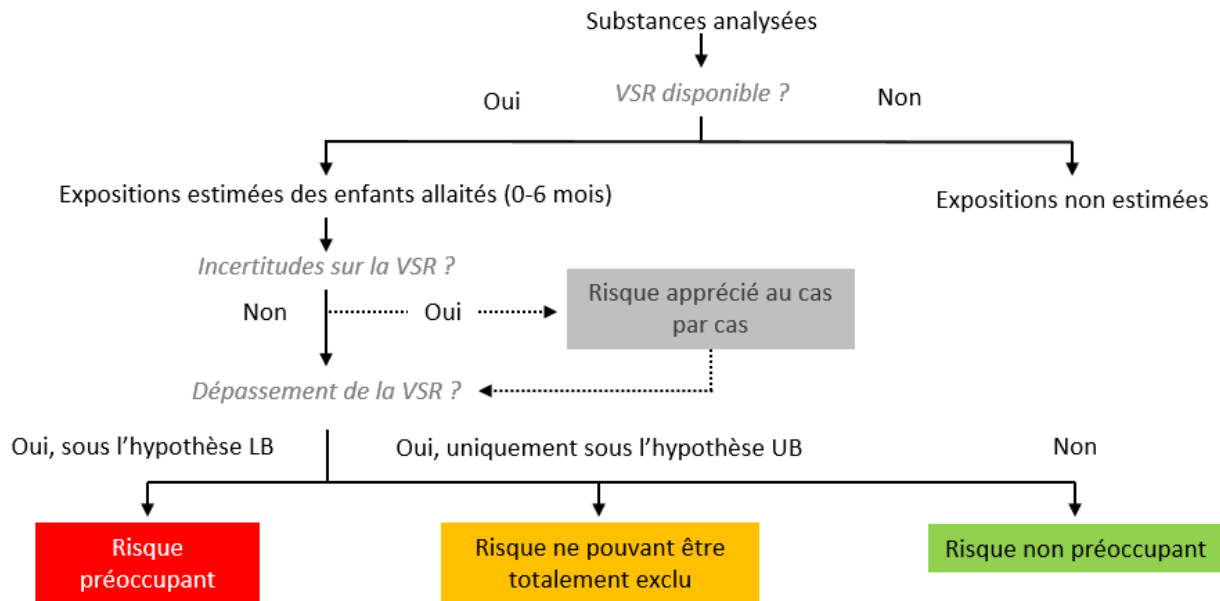 Substances analysées
Oui
VSR disponible ?
Non
Expositions estimées des enfants allaités (0-6 mois)
Expositions non estimées
Incertitudes sur la VSR ?
Non
Oui
Risque apprécié au cas
par cas
Dépassement de la VSR ?
Oui, sous l’hypothèse LB
Oui, uniquement sous l’hypothèse UB
Non
Risque
préoccupant
Risque ne pouvant être
totalement exclu
Risque non préoccupant